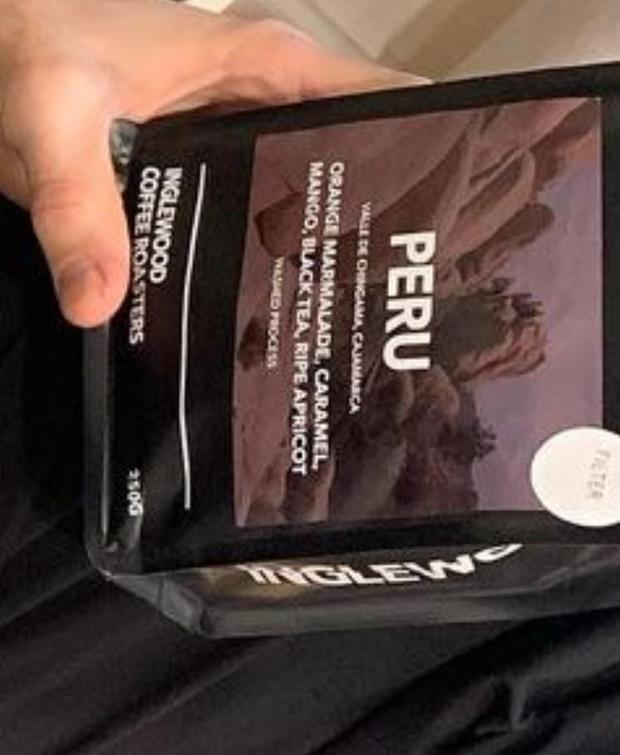 FILTER
PERU
VALLE DE CHINGAMA, CAJAMARCA
ORANGE MARMALADE, CARAMEL,
MANGO, BLACK TEA, RIPE APRICOT
WASHED PROCESS
INGLEWOOD
COFFEE ROASTERS
250G
INGLEWO